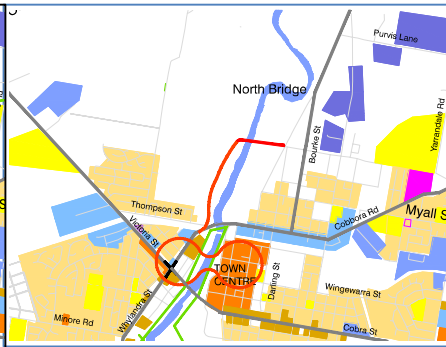 Purvis Lane
North Bridge
Yarrandale Rd
Bourke St
Thompson St
Myall S
Cobbora Rd
Victoria St
TOWN
CENTRE
Darling St
Wingewarra St
Whylandra St
Minore Rd
Cobra St